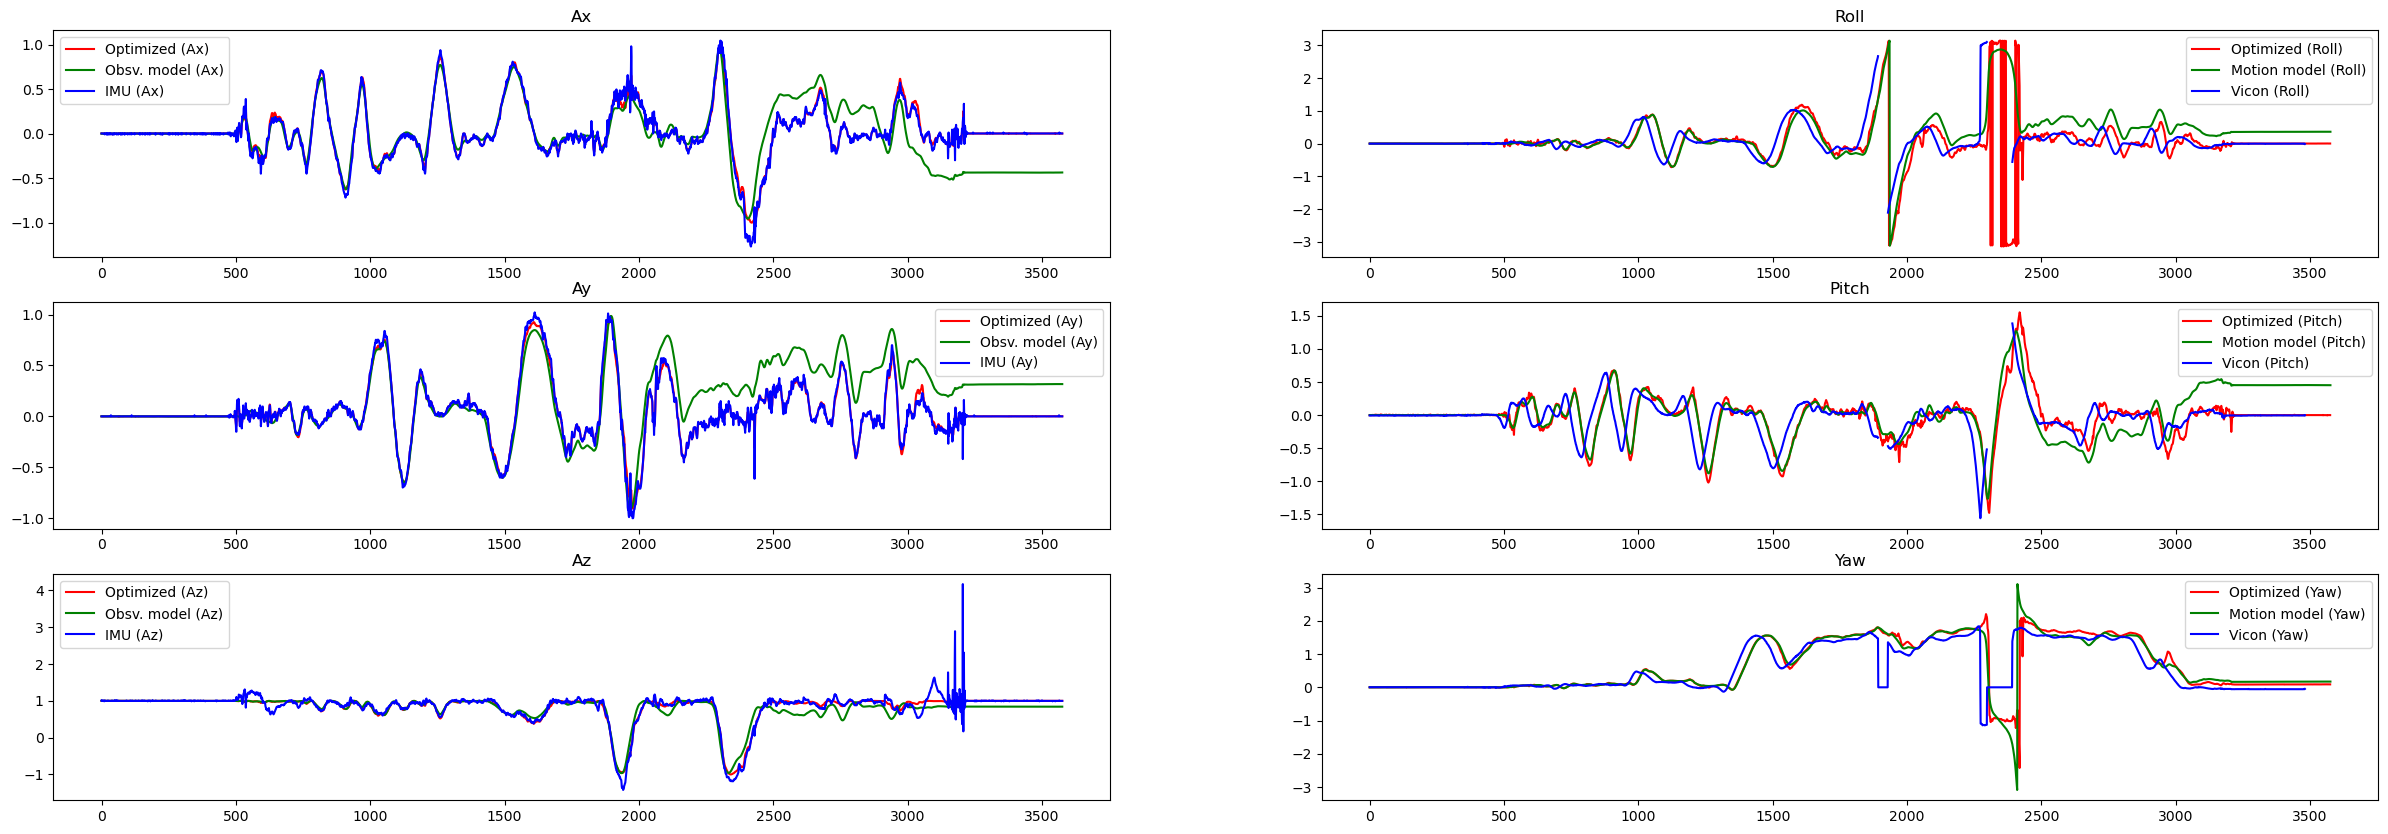 Ax
Optimized (Ax)
Obsv. model (Ax)
IMU (Ax)
1.0
0.5
0.0
−0.5
−1.0
0 500 1000 1500 2000 2500 3000 3500
Roll
Optimized (Roll)
Motion model (Roll)
Vicon (Roll)
3
2
1
0
−1
−2
−3
0 500 1000 1500 2000 2500 3000 3500
Ay
Optimized (Ay)
Obsv. model (Ay)
IMU (Ay)
1.0
0.5
0.0
−0.5
−1.0
0 500 1000 1500 2000 2500 3000 3500
Pitch
Optimized (Pitch)
Motion model (Pitch)
Vicon (Pitch)
1.5
1.0
0.5
0.0
−0.5
−1.0
−1.5
0 500 1000 1500 2000 2500 3000 3500
Az
Optimized (Az)
Obsv. model (Az)
IMU (Az)
4
3
2
1
0
−1
0 500 1000 1500 2000 2500 3000 3500
Yaw
Optimized (Yaw)
Motion model (Yaw)
Vicon (Yaw)
3
2
1
0
−1
−2
−3
0 500 1000 1500 2000 2500 3000 3500